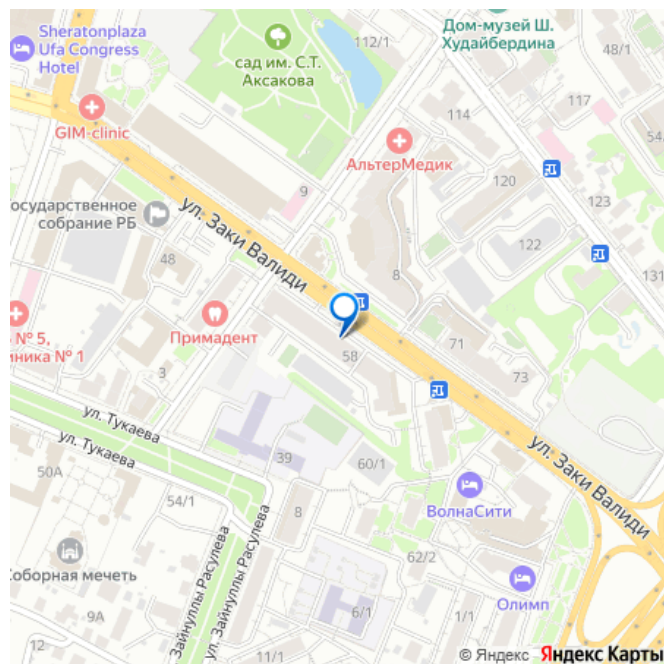 Sheratonplaza
Ufa Congress
Hotel
112/1
Дом-музей Ш.
Худайбердина
48/1
сад им. С.Т.
Аксакова
117
114
GIM-clinic
АльтерМедик
120
123
9
осударственное
собрание РБ
ул. Заки Валиди
122
131
48
8
№ 5,
иника № 1
Примадент
58
71
73
3
ул. Тукаева
ул. Тукаева
39
60/1
ул. Заки Валиди
50А
54/1
8
ВолнаСити
Соборная мечеть
Зайнуллы Расулева
ул. Зайнуллы Расулева
62/2
Олимп
9А
6/1
1/1
12
11/1
© Яндекс Яндекс Карты